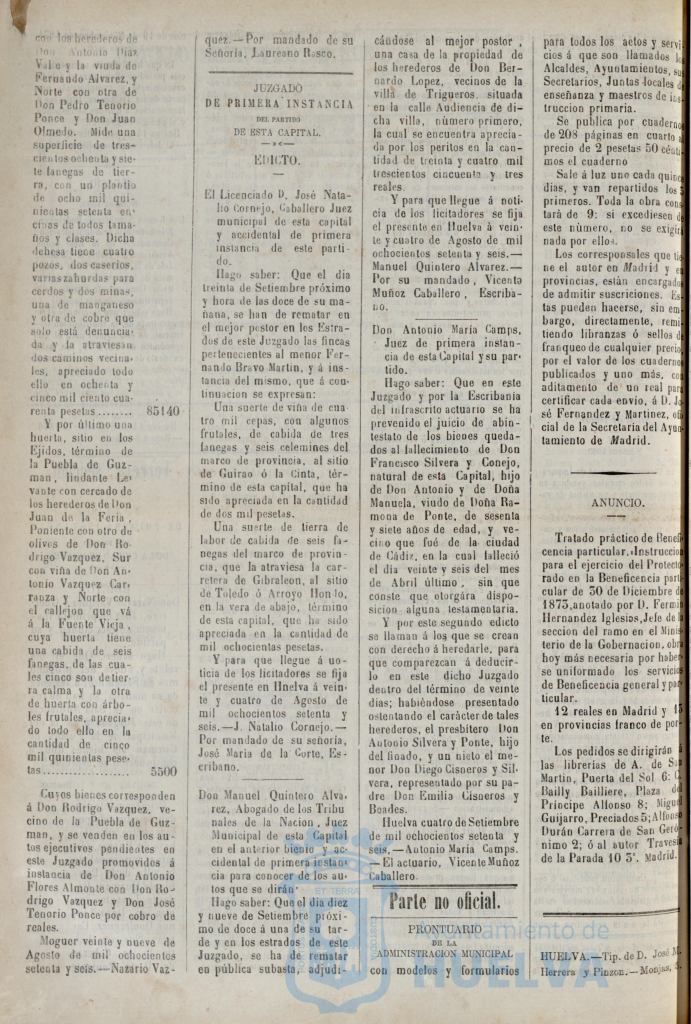 con los herederos de
Don Antonio Diaz
Valle y la viuda de
Fernando Alvarez, y
Norte con otra de
Don Pedro Tenorio
Ponce y Don Juan
Olmedo. Mide una
superficie de tres-
cientos ochenta y sie-
te fanegas de tier-
ra, con un plantio
de ocho mil qui-
nientas setenta en-
cinas de todos tama-
ños y clases. Dicha
dehesa tiene cuatro
pozos, dos caserios,
varias zahurdas para
cerdos y dos minas,
una de manganeso
y otra de cobre que
solo está denuncia-
da y la atraviesan
dos caminos vecina-
les, apreciado todo
ello en ochenta y
cinco mil ciento cua-
renta pesetas ........ 85140
Y por último una
huerta, sitio en los
Ejidos, término de
la Puebla de Guz-
man, lindante Le-
vante con cercado de
los herederos de Don
Juan de la Feria,
Poniente con otro de
olivos de Don Ro-
drigo Vazquez, Sur
con viña de Don An-
tonio Vazquez Car-
ranza y Norte con
el callejon que vá
á la Fuente Vieja,
cuya huerta tiene
una cabida de seis
fanegas, de las cua-
les cinco son de tier-
ra calma y la otra
de huerta con árbo-
les frutales, aprecia-
do todo ello en la
cantidad de cinco
mil quinientas pese-
tas..................... 5500
Cuyos bienes corresponden
á Don Rodrigo Vazquez, ve-
cino de la Puebla de Guz-
man, y se venden en los au-
tos ejecutivos pendientes en
este Juzgado promovidos á
instancia de Don Antonio
Flores Almonte con Don Ro-
drigo Vazquez y Don José
Tenorio Ponce por cobro de
reales.
Moguer veinte y nueve de
Agosto de mil ochocientos
setenta y seis.—Nazario Vaz-
quez.—Por mandado de su
Señoría, Laureano Rasco.
JUZGADO
DE PRIMERA INSTANCIA
DEL PARTIDO
DE ESTA CAPITAL.
EDICTO.
El Licenciado D. José Nata-
lio Cornejo, Caballero Juez
municipal de esta capital
y accidental de primera
instancia de este parti-
do.
Hago saber: Que el dia
treinta de Setiembre próximo
y hora de las doce de su ma-
ñana, se han de rematar en
el mejor postor en los Estra-
dos de este Juzgado las fincas
pertenecientes al menor Fer-
nando Bravo Martin, y á ins-
tancia del mismo, que á con-
tinuacion se expresan:
Una suerte de viña de cua-
tro mil cepas, con algunos
frutales, de cabida de tres
fanegas y seis celemines del
marco de provincia, al sitio
de Guirao ó la Cinta, tér-
mino de esta capital, que ha
sido apreciada en la cantidad
de dos mil pesetas.
Una suerte de tierra de
labor de cabida de seis fa-
negas del marco de provin-
cia, que la atraviesa la car-
retera de Gibraleon, al sitio
de Toledo ó Arroyo Hondo,
en la vera de abajo, término
de esta capital, que ha sido
apreciada en la cantidad de
mil ochocientas pesetas.
Y para que llegue á no-
ticia de los licitadores se fija
el presente en Huelva á vein-
te y cuatro de Agosto de
mil ochocientos setenta y
seis.—J. Natalio Cornejo.—
Por mandado de su señoría,
José Maria de la Corte, Es-
cribano.
Don Manuel Quintero Alva-
rez, Abogado de los Tribu-
nales de la Nacion, Juez
Municipal de esta Capital
en el anterior bienio y ac-
cidental de primera instan-
cia para conocer de los au-
tos que se dirán.
Hago saber: Que el dia diez
y nueve de Setiembre próxi-
mo de doce á una de su tar-
de y en los estrados de este
Juzgado, se ha de rematar
en pública subasta, adjudi-
cándose al mejor postor,
una casa de la propiedad de
los herederos de Don Ber-
nardo Lopez, vecinos de la
villa de Trigueros, situada
en la calle Audiencia de di-
cha villa, número primero,
la cual se encuentra aprecia-
da por los peritos en la can-
tidad de treinta y cuatro mil
trescientos cincuenta y tres
reales.
Y para que llegue á noti-
cia de los licitadores se fija
el presente en Huelva á vein-
te y cuatro de Agosto de mil
ochocientos setenta y seis.—
Manuel Quintero Alvarez.—
Por su mandado, Vicente
Muñoz Caballero, Escriba-
no.
Don Antonio María Camps,
Juez de primera instan-
cia de esta Capital y su par-
tido.
Hago saber: Que en este
Juzgado y por la Escribanía
del infrascrito actuario se ha
prevenido el juicio de abin-
testato de los bienes queda-
dos al fallecimiento de Don
Francisco Silvera y Conejo,
natural de esta Capital, hijo
de Don Antonio y de Doña
Manuela, viudo de Doña Ra-
mona de Ponte, de sesenta
y siete años de edad, y ve-
cino que fué de la ciudad
de Cádiz, en la cual falleció
el dia veinte y seis del mes
de Abril último, sin que
conste que otorgára dispo-
sicion alguna testamentaria.
Y por este segundo edicto
se llaman á los que se crean
con derecho á heredarle, para
que comparezcan á deducir-
lo en este dicho Juzgado
dentro del término de veinte
dias; habiéndose presentado
ostentando el carácter de tales
herederos, el presbítero Don
Antonio Silvera y Ponte, hijo
del finado, y un nieto el me-
nor Don Diego Cisneros y Sil-
vera, representado por su pa-
dre Don Emilia Cisneros y
Beades.
Huelva cuatro de Setiembre
de mil ochocientos setenta y
seis.—Antonio María Camps.
—El actuario, Vicente Muñoz
Caballero.
Parte no oficial.
PRONTUARIO
DE LA
ADMINISTRACION MUNICIPAL
con modelos y formularios
para todos los actos y servi-
cios á que son llamados los
Alcaldes, Ayuntamientos, sus
Secretarios, Juntas locales de
enseñanza y maestros de ins-
truccion primaria.
Se publica por cuadernos
de 208 páginas en cuarto al
precio de 2 pesetas 50 cénti-
mos el cuaderno
Sale á luz uno cada quince
dias, y van repartidos los 5
primeros. Toda la obra cons-
tará de 9: si excediesen de
este número, no se exigirá
nada por ellos.
Los corresponsales que tie-
ne el autor en Madrid y en
provincias, están encargados
de admitir suscriciones. Es-
tas pueden hacerse, sin em-
bargo, directamente, remi-
tiendo libranzas ó sellos de
franqueo de cualquier precio,
por el valor de los cuadernos
publicados y uno más, con
aditamento de un real para
certificar cada envio, á D. Jo-
sé Fernandez y Martinez, ofi-
cial de la Secretaría del Ayun-
tamiento de Madrid.
ANUNCIO.
Tratado práctico de Benefi-
cencia particular. Instruccion
para el ejercicio del Protecto-
rado en la Beneficencia parti-
cular de 30 de Diciembre de
1873, anotado por D. Fermin
Hernandez Iglesias, Jefe de la
seccion del ramo en el Minis-
terio de la Gobernacion, obra
hoy más necesaria por haber-
se uniformado los servicios
de Beneficencia general y par-
ticular.
12 reales en Madrid y 15
en provincias franco de por-
te.
Los pedidos se dirigirán á
las librerias de A. de San
Martin, Puerta del Sol 6: C.
Bailly Bailliere, Plaza del
Príncipe Alfonso 8; Miguel
Guijarro, Preciados 5; Alfonso
Durán Carrera de San Geró-
nimo 2; ó al autor Travesía
de la Parada 10 3°. Madrid.
HUELVA.—Tip. de D. José M.
Herrera y Pinzon.—Monjas,
Ayuntamiento de
HUELVA